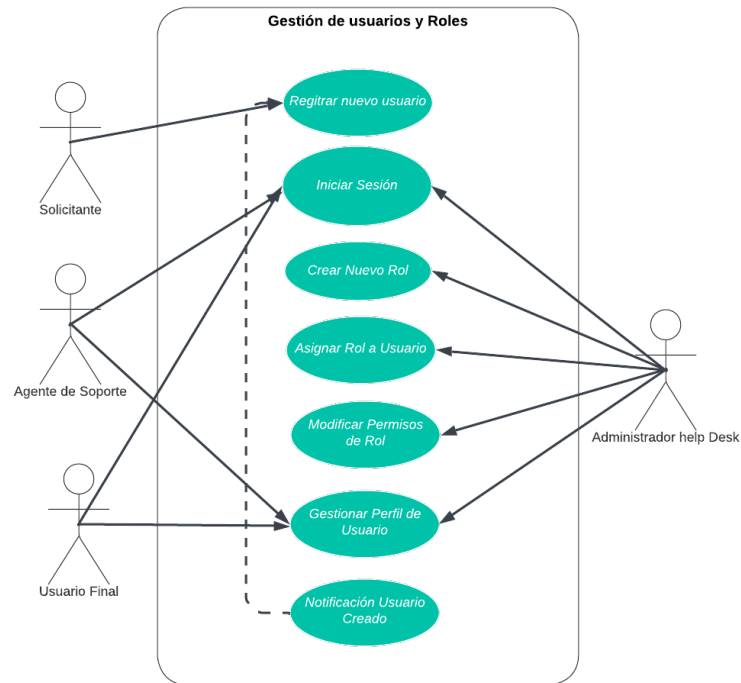 Gestión de usuarios y Roles
Regitrar nuevo usuario
Solicitante
Iniciar Sesión
Crear Nuevo Rol
Agente de Soporte
Asignar Rol a Usuario
Modificar Permisos
de Rol
Administrador help Desk
Gestionar Perfil de
Usuario
Usuario Final
Notificación Usuario
Creado